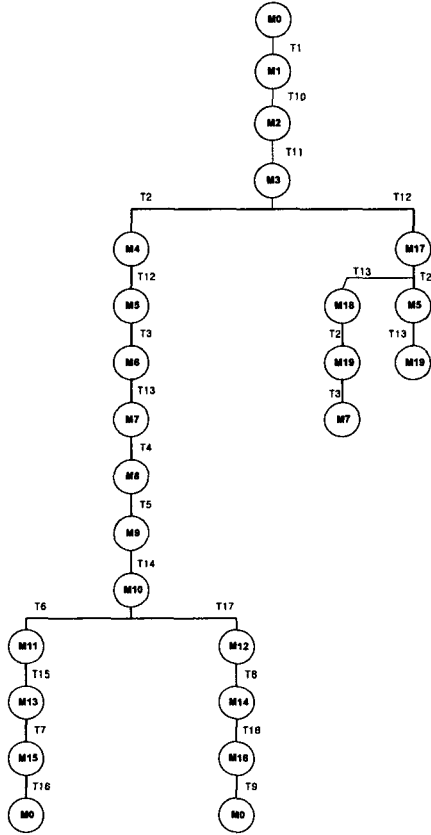 M0
T1
M1
T10
M2
T11
M3
T2 T12
M4 M17
T12 T13 T2
M5 M18 M5
T3 T2 T13
M6 M19 M19
T13 T3
M7 M7
T4
M8
T5
M9
T14
M10
T6 T17
M11 M12
T15 T8
M13 M14
T7 T18
M15 M16
T16 T9
M0 M0